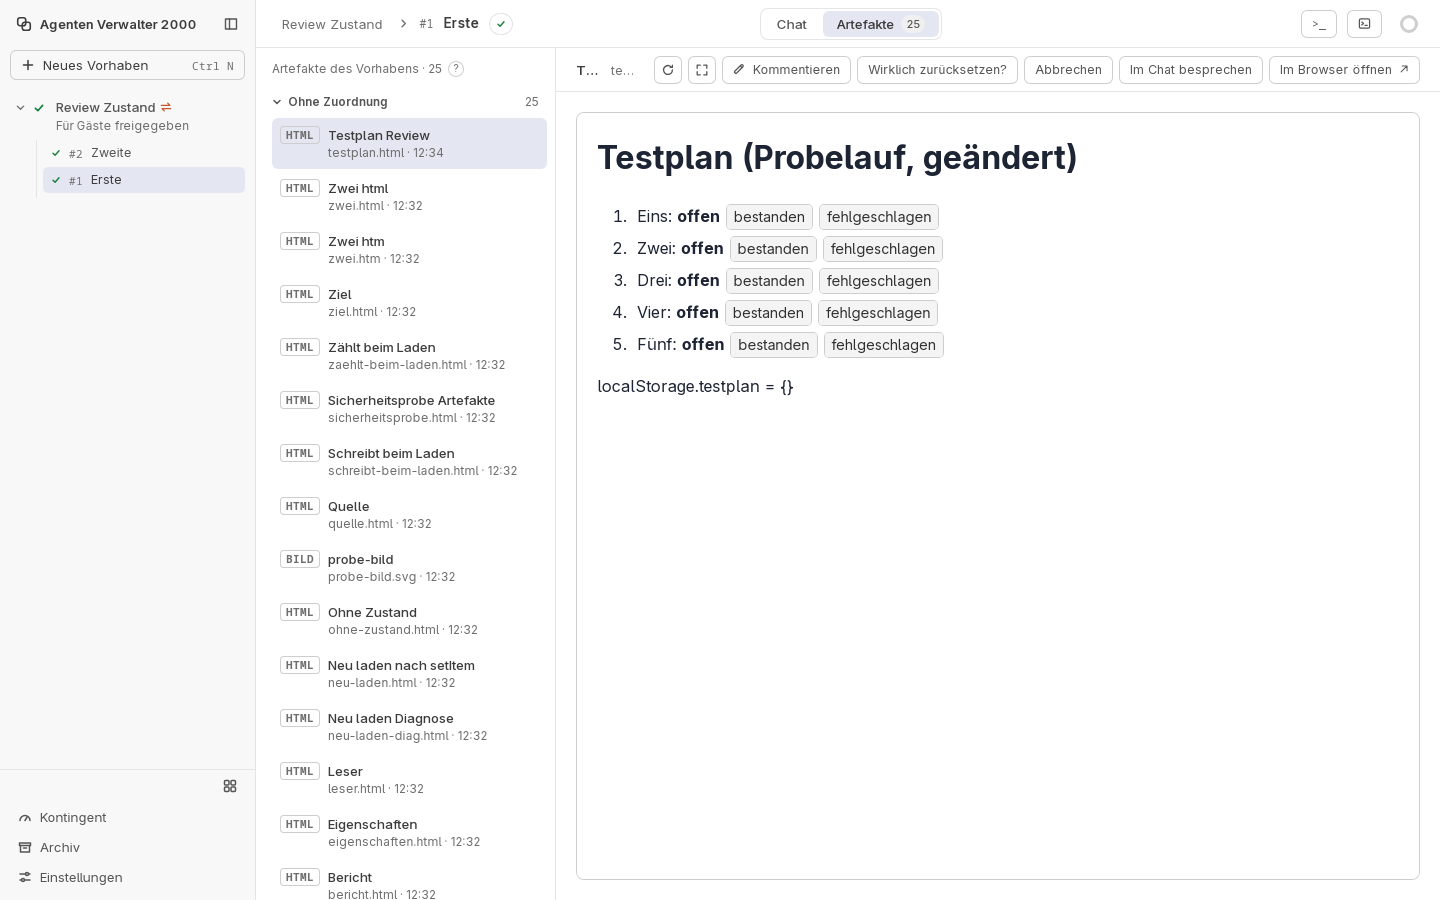 Agenten Verwalter 2000
Neues Vorhaben Ctrl N
Review Zustand
Für Gäste freigegeben
#2 Zweite
#1 Erste
Kontingent
Archiv
Einstellungen
Review Zustand #1 Erste
Chat
Artefakte 25
>_
Artefakte des Vorhabens · 25 ?
Ohne Zuordnung 25
HTML Testplan Review
testplan.html · 12:34
HTML Zwei html
zwei.html · 12:32
HTML Zwei htm
zwei.htm · 12:32
HTML Ziel
ziel.html · 12:32
HTML Zählt beim Laden
zaehlt-beim-laden.html · 12:32
HTML Sicherheitsprobe Artefakte
sicherheitsprobe.html · 12:32
HTML Schreibt beim Laden
schreibt-beim-laden.html · 12:32
HTML Quelle
quelle.html · 12:32
BILD probe-bild
probe-bild.svg · 12:32
HTML Ohne Zustand
ohne-zustand.html · 12:32
HTML Neu laden nach setItem
neu-laden.html · 12:32
HTML Neu laden Diagnose
neu-laden-diag.html · 12:32
HTML Leser
leser.html · 12:32
HTML Eigenschaften
eigenschaften.html · 12:32
HTML Bericht
bericht.html · 12:32
T… te…
Kommentieren
Wirklich zurücksetzen?
Abbrechen
Im Chat besprechen
Im Browser öffnen
Testplan (Probelauf, geändert)
1. Eins: offen bestanden fehlgeschlagen
2. Zwei: offen bestanden fehlgeschlagen
3. Drei: offen bestanden fehlgeschlagen
4. Vier: offen bestanden fehlgeschlagen
5. Fünf: offen bestanden fehlgeschlagen
localStorage.testplan = {}